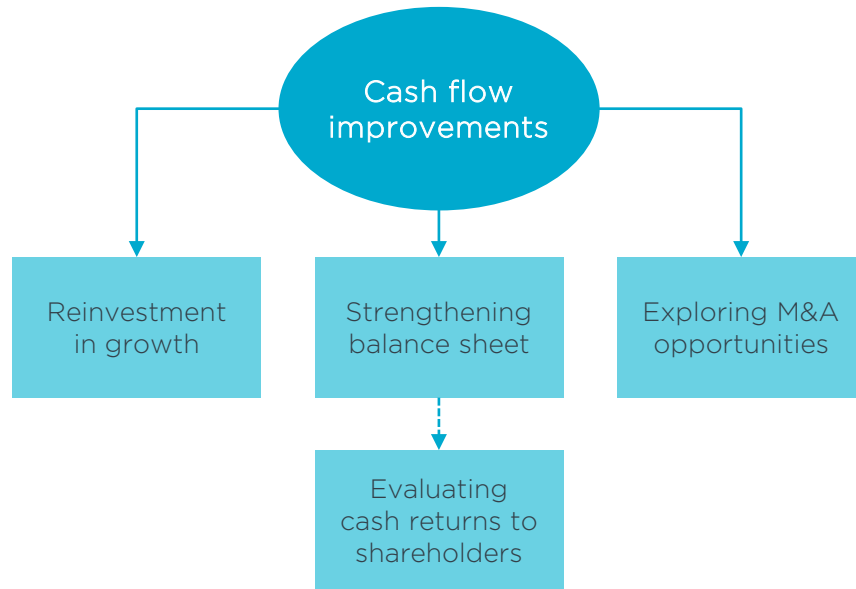 Cash flow
improvements
Reinvestment
in growth
Strengthening
balance sheet
Exploring M&A
opportunities
Evaluating
cash returns to
shareholders